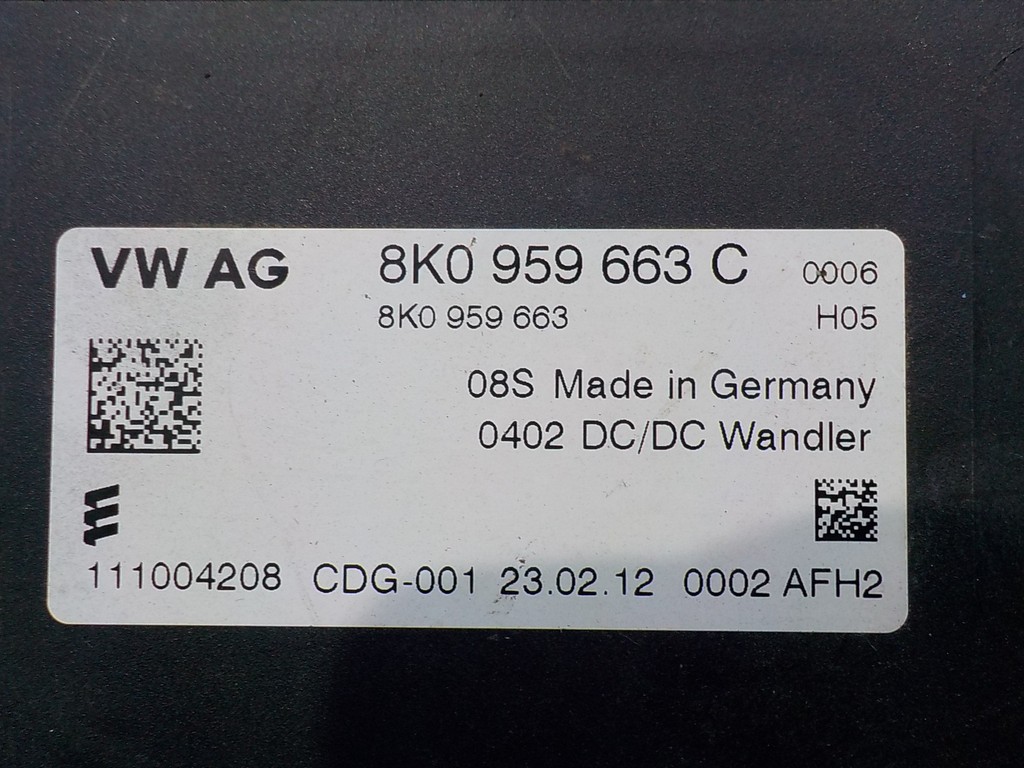 VW AG 8K0 959 663 C 0006
8K0 959 663 H05
08S Made in Germany
0402 DC/DC Wandler
111004208 CDG-001 23.02.12 0002 AFH2